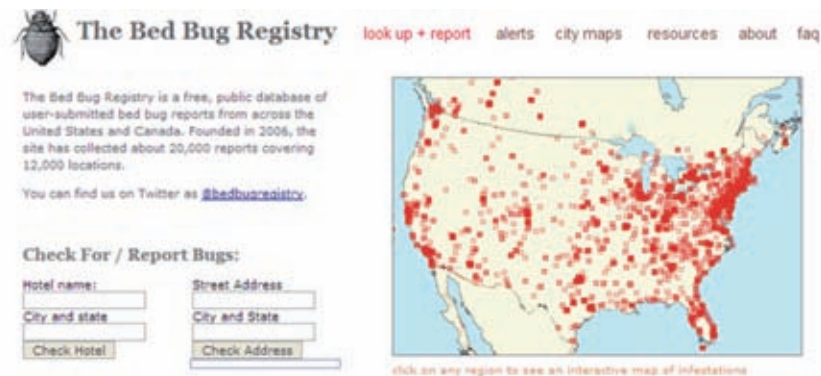 The Bed Bug Registry
look up + report alerts city maps resources about faq
The Bed Bug Registry is a free, public database of
user-submitted bed bug reports from across the
United States and Canada. Founded in 2006, the
site has collected about 20,000 reports covering
12,000 locations.
You can find us on Twitter as @bedbugregistry.
Check For / Report Bugs:
Hotel name:
City and state
Check Hotel
Street Address
City and State
Check Address
click on any region to see an interactive map of infestations